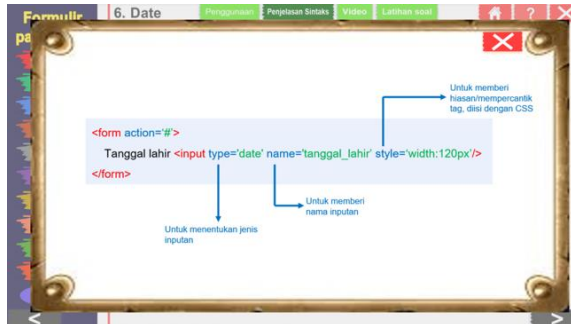 Formulir
6. Date
Penggunaan
Penjelasan Sintaks
Video
Latihan soal
?
pa
Untuk memberi
hiasan/mempercantik
tag, diisi dengan CSS
<form action='#'>
Tanggal lahir <input type='date' name='tanggal_lahir' style='width:120px'/>
</form>
Untuk memberi
nama inputan
Untuk menentukan jenis
inputan